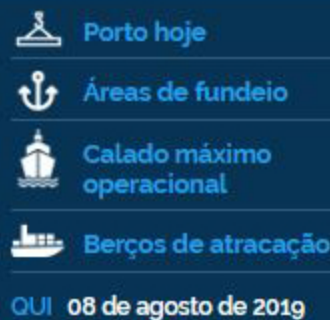 Porto hoje
Áreas de fundeio
Calado máximo
operacional
Berços de atracação
QUI 08 de agosto de 2019